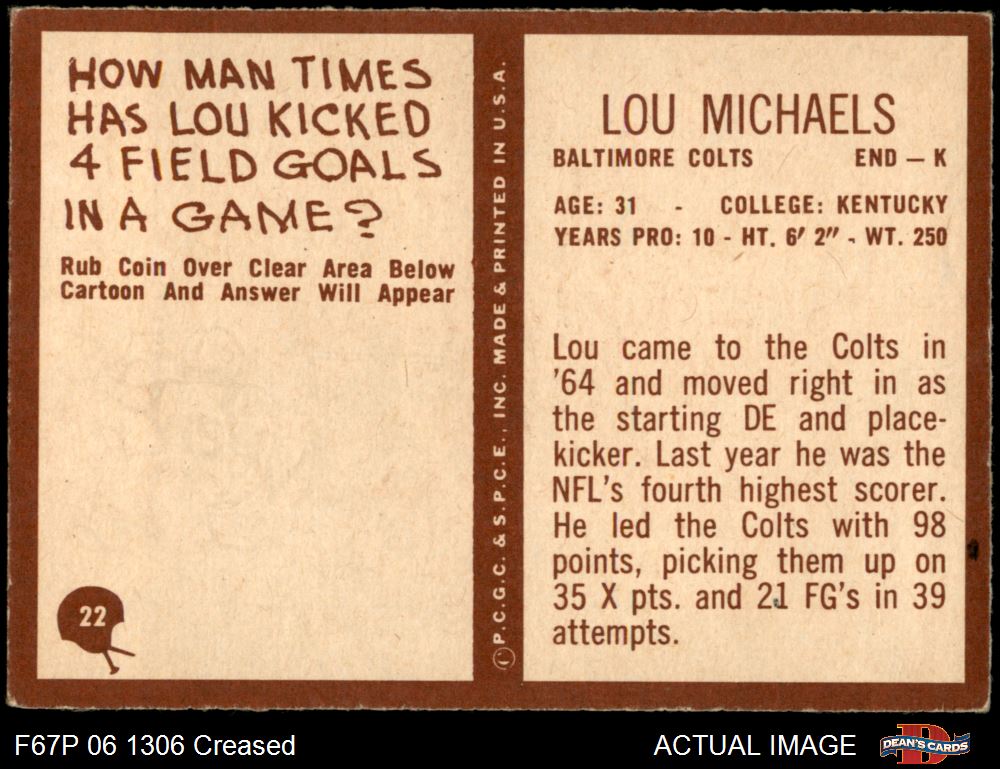 HOW MAN TIMES
HAS LOU KICKED
4 FIELD GOALS
IN A GAME?
Rub Coin Over Clear Area Below
Cartoon And Answer Will Appear
22
© P.C.G.C. & S.P.C.E., INC. MADE & PRINTED IN U.S.A.
LOU MICHAELS
BALTIMORE COLTS END — K
AGE: 31 - COLLEGE: KENTUCKY
YEARS PRO: 10 - HT. 6' 2" - WT. 250
Lou came to the Colts in
'64 and moved right in as
the starting DE and place-
kicker. Last year he was the
NFL's fourth highest scorer.
He led the Colts with 98
points, picking them up on
35 X pts. and 21 FG's in 39
attempts.
F67P 06 1306 Creased
ACTUAL IMAGE
DEAN'S CARDS